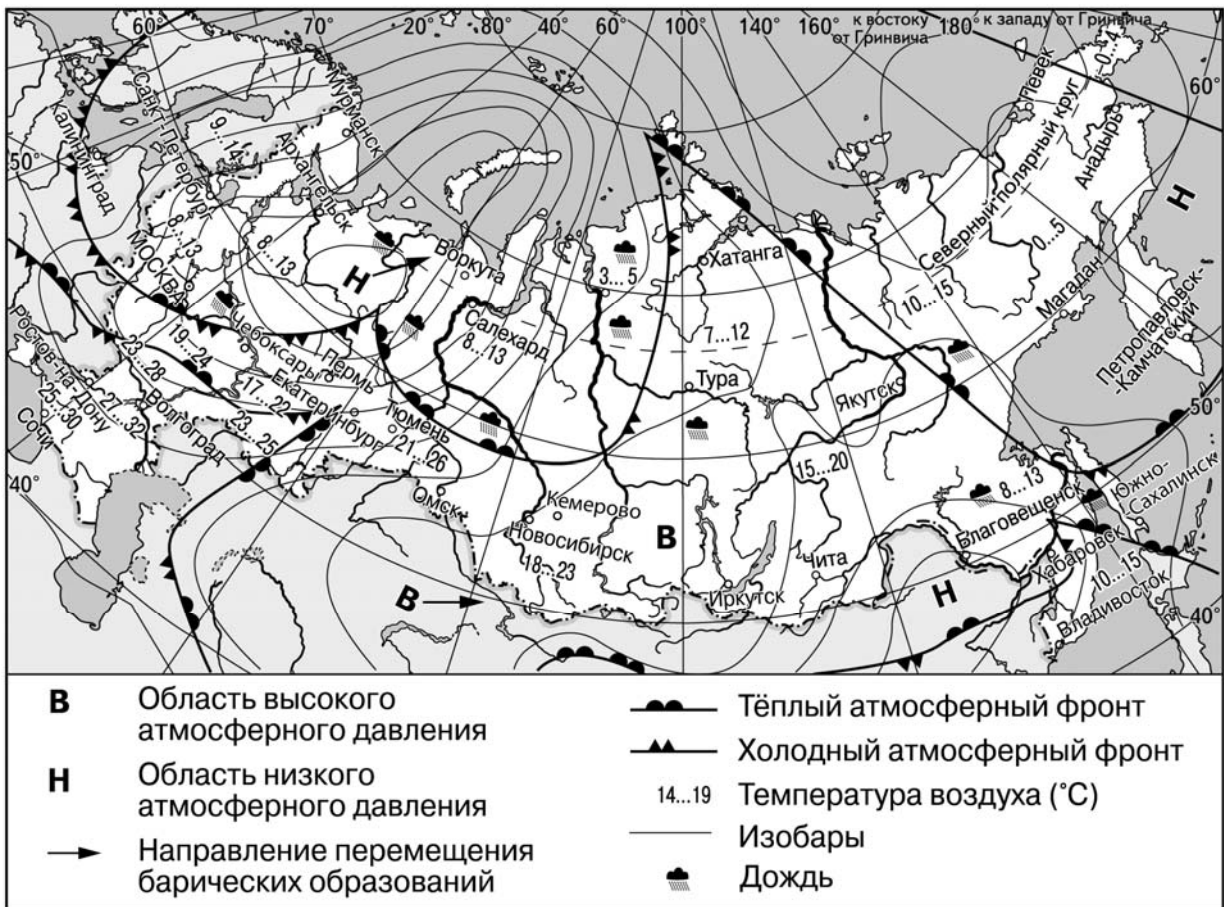 60° 70° 20° 80° 40° 60° 100° 120° 140° 160° к востоку от Гринвича 180° к западу от Гринвича
Н
60°
50°
40°
50°
40°
Калининград
Санкт-Петербург
Мурманск
9...14
Архангельск
8...13
8...13
МОСКВА
Н
Воркута
Салехард
8...13
3...5
Хатанга
7...12
Тура
Якутск
10...15
Северный полярный круг
Певек
0...4
Анадырь
0...5
Магадан
Петропавловск-
-Камчатский
Ростов-на-Дону
Сочи
25...30
27...32
23...28
Волгоград
19...24
Чебоксары
17...22
23...25
Пермь
Екатеринбург
Тюмень
21...26
Омск
Кемерово
Новосибирск
18...23
В
В
15...20
Иркутск
Чита
Н
8...13
Благовещенск
Хабаровск
Южно-
-Сахалинск
10...15
Владивосток
В Область высокого
атмосферного давления
Н Область низкого
атмосферного давления
Направление перемещения
барических образований
Тёплый атмосферный фронт
Холодный атмосферный фронт
14...19 Температура воздуха (°С)
Изобары
Дождь